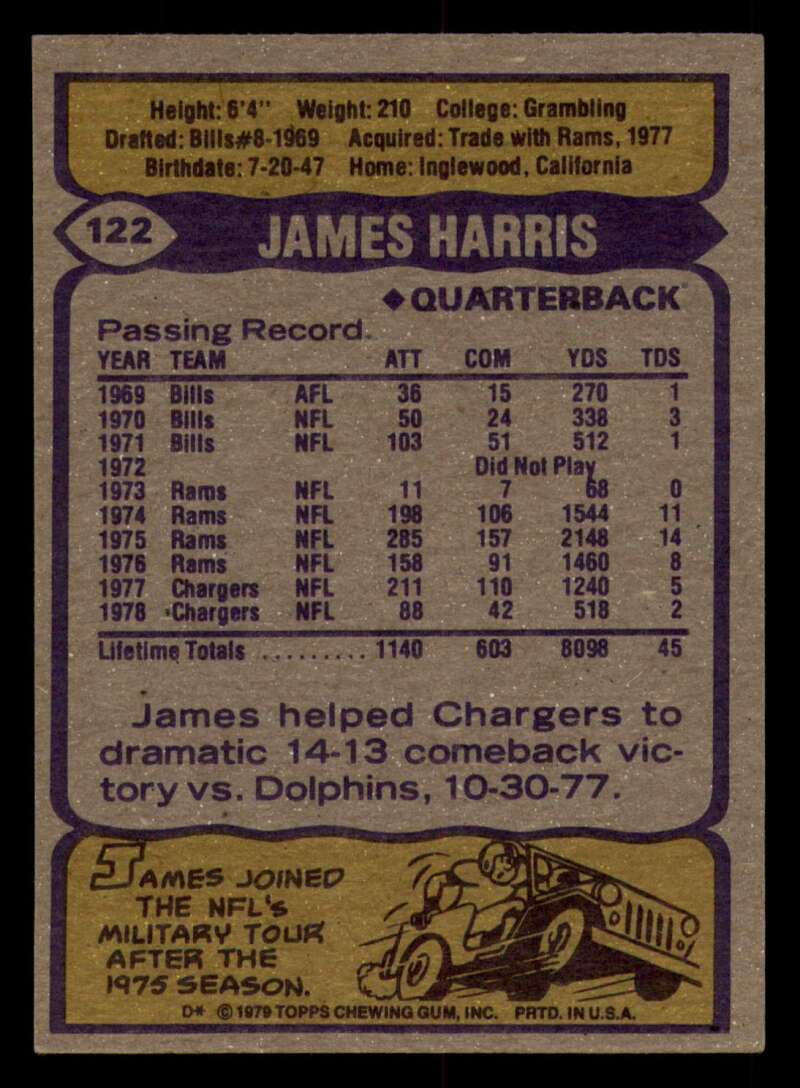 Height: 6'4" Weight: 210 College: Grambling
Drafted: Bills#8-1969 Acquired: Trade with Rams, 1977
Birthdate: 7-20-47 Home: Inglewood, California
122 JAMES HARRIS
◆QUARTERBACK
Passing Record
YEAR TEAM ATT COM YDS TDS
1969 Bills AFL 36 15 270 1
1970 Bills NFL 50 24 338 3
1971 Bills NFL 103 51 512 1
1972 Did Not Play
1973 Rams NFL 11 7 68 0
1974 Rams NFL 198 106 1544 11
1975 Rams NFL 285 157 2148 14
1976 Rams NFL 158 91 1460 8
1977 Chargers NFL 211 110 1240 5
1978 Chargers NFL 88 42 518 2
Lifetime Totals .......... 1140 603 8098 45
James helped Chargers to
dramatic 14-13 comeback vic-
tory vs. Dolphins, 10-30-77.
JAMES JOINED
THE NFL'S
MILITARY TOUR
AFTER THE
1975 SEASON.
D* © 1979 TOPPS CHEWING GUM, INC. PRTD. IN U.S.A.